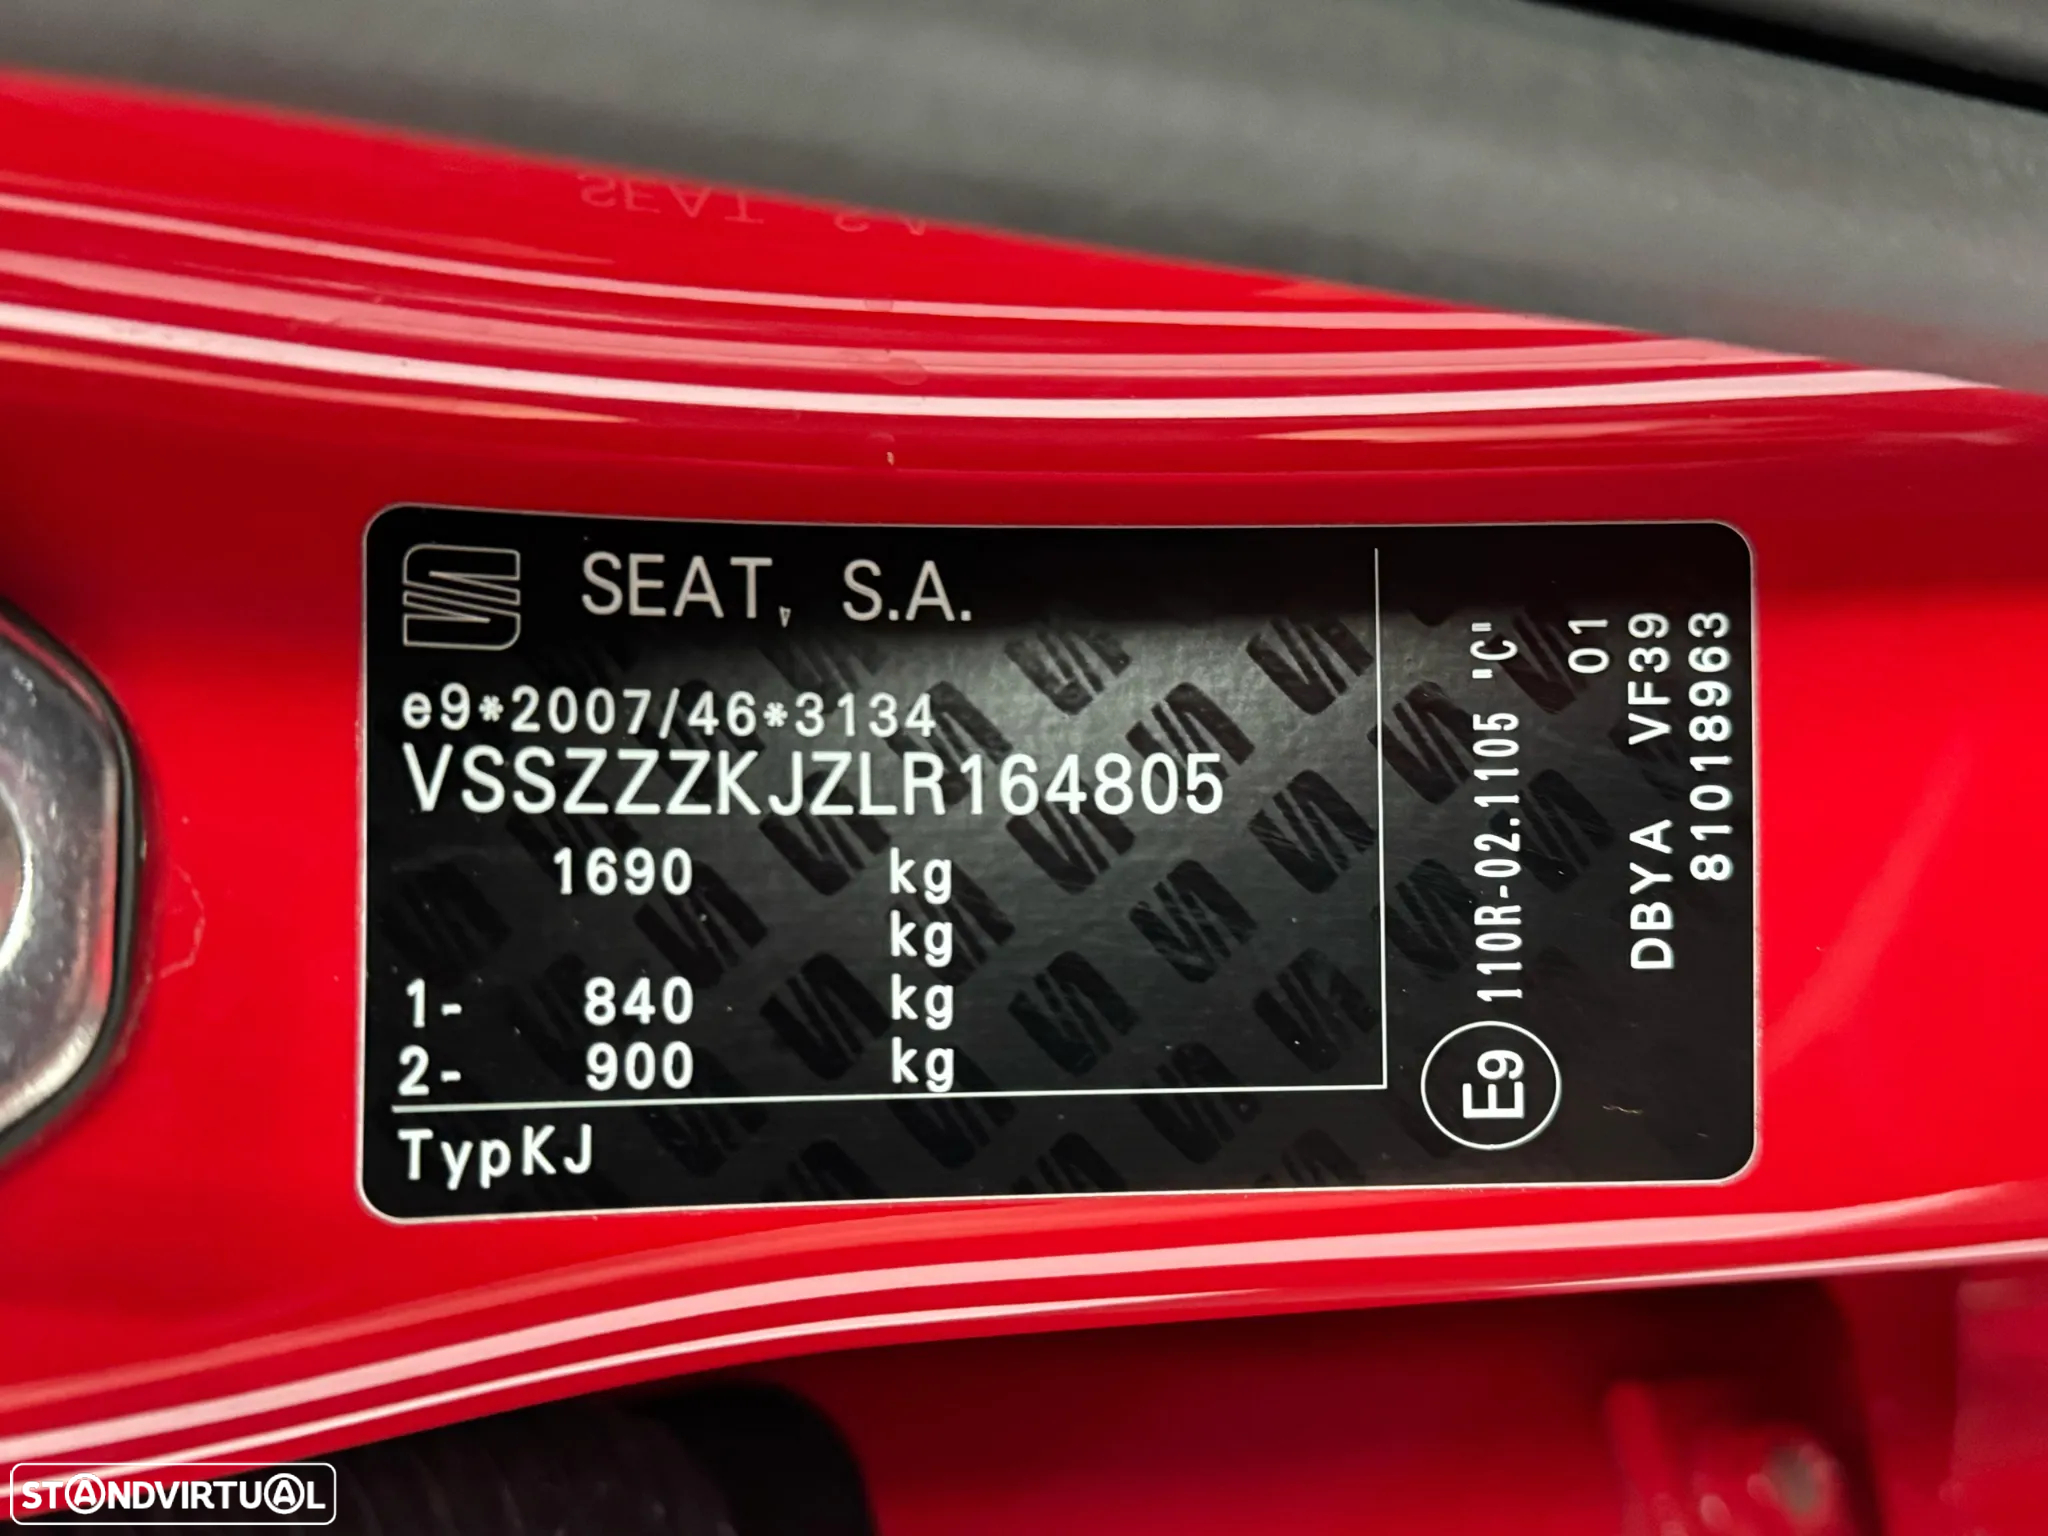 SEAT, S.A.
e9*2007/46*3134
VSSZZZKJZLR164805
1690 kg
kg
1- 840 kg
2- 900 kg
TypKJ
E9 110R-02.1105 "C"
01
DBYA VF39
81018963
STANDVIRTUAL